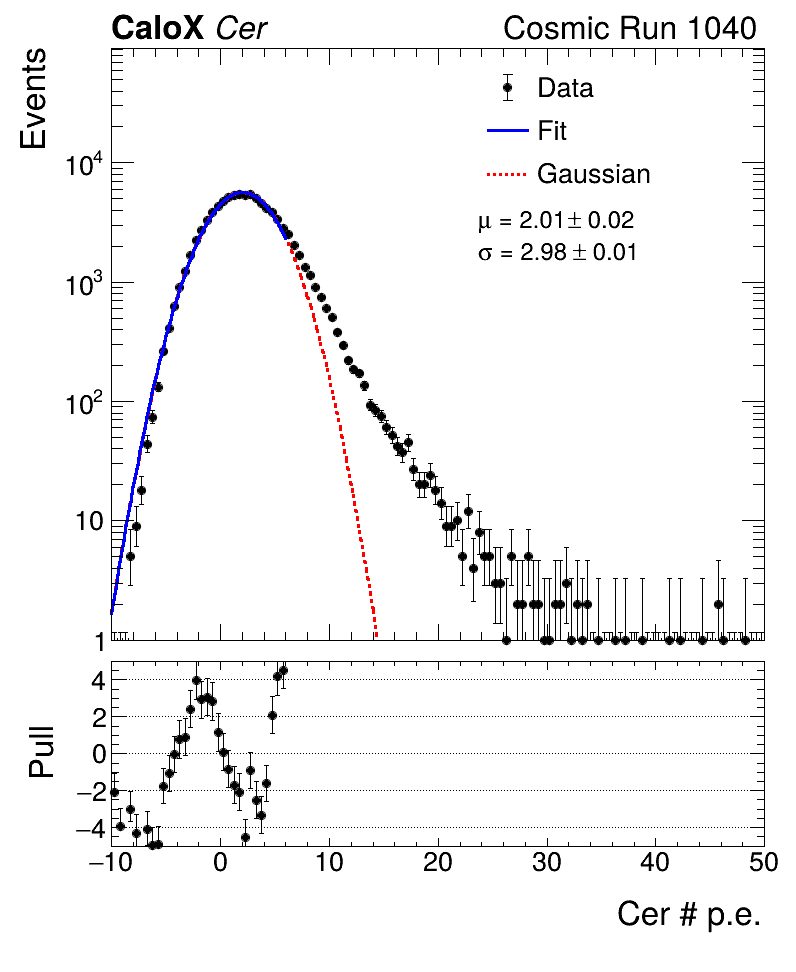 CaloX Cer Cosmic Run 1040
Events
Data
Fit
Gaussian
μ = 2.01 ± 0.02
σ = 2.98 ± 0.01
10⁴
10³
10²
10
1
Pull
4
2
0
−2
−4
−10 0 10 20 30 40 50
Cer # p.e.